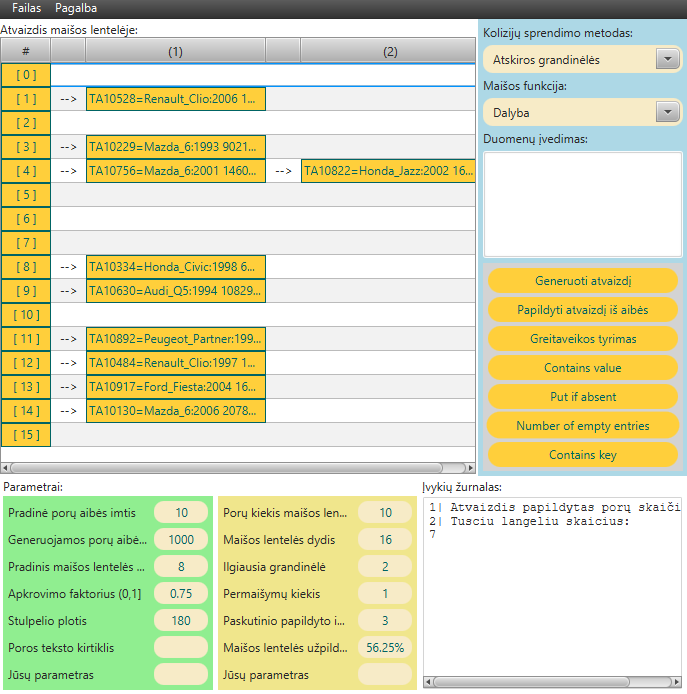 Failas Pagalba
Atvaizdis maišos lentelėje:
# (1) (2)
[ 0 ]
[ 1 ] --> TA10528=Renault_Clio:2006 1...
[ 2 ]
[ 3 ] --> TA10229=Mazda_6:1993 9021...
[ 4 ] --> TA10756=Mazda_6:2001 1460... --> TA10822=Honda_Jazz:2002 16...
[ 5 ]
[ 6 ]
[ 7 ]
[ 8 ] --> TA10334=Honda_Civic:1998 6...
[ 9 ] --> TA10630=Audi_Q5:1994 10829...
[ 10 ]
[ 11 ] --> TA10892=Peugeot_Partner:199...
[ 12 ] --> TA10484=Renault_Clio:1997 1...
[ 13 ] --> TA10917=Ford_Fiesta:2004 16...
[ 14 ] --> TA10130=Mazda_6:2006 2078...
[ 15 ]
Kolizijų sprendimo metodas:
Atskiros grandinėlės
Maišos funkcija:
Dalyba
Duomenų įvedimas:
Generuoti atvaizdį
Papildyti atvaizdį iš aibės
Greitaveikos tyrimas
Contains value
Put if absent
Number of empty entries
Contains key
Parametrai:
Pradinė porų aibės imtis 10
Generuojamos porų aibė... 1000
Pradinis maišos lentelės ... 8
Apkrovimo faktorius (0,1] 0.75
Stulpelio plotis 180
Poros teksto kirtiklis
Jūsų parametras
Porų kiekis maišos len... 10
Maišos lentelės dydis 16
Ilgiausia grandinėlė 2
Permaišymų kiekis 1
Paskutinio papildyto i... 3
Maišos lentelės užpild... 56.25%
Jūsų parametras
Įvykių žurnalas:
1| Atvaizdis papildytas porų skaiči
2| Tusciu langeliu skaicius:
7